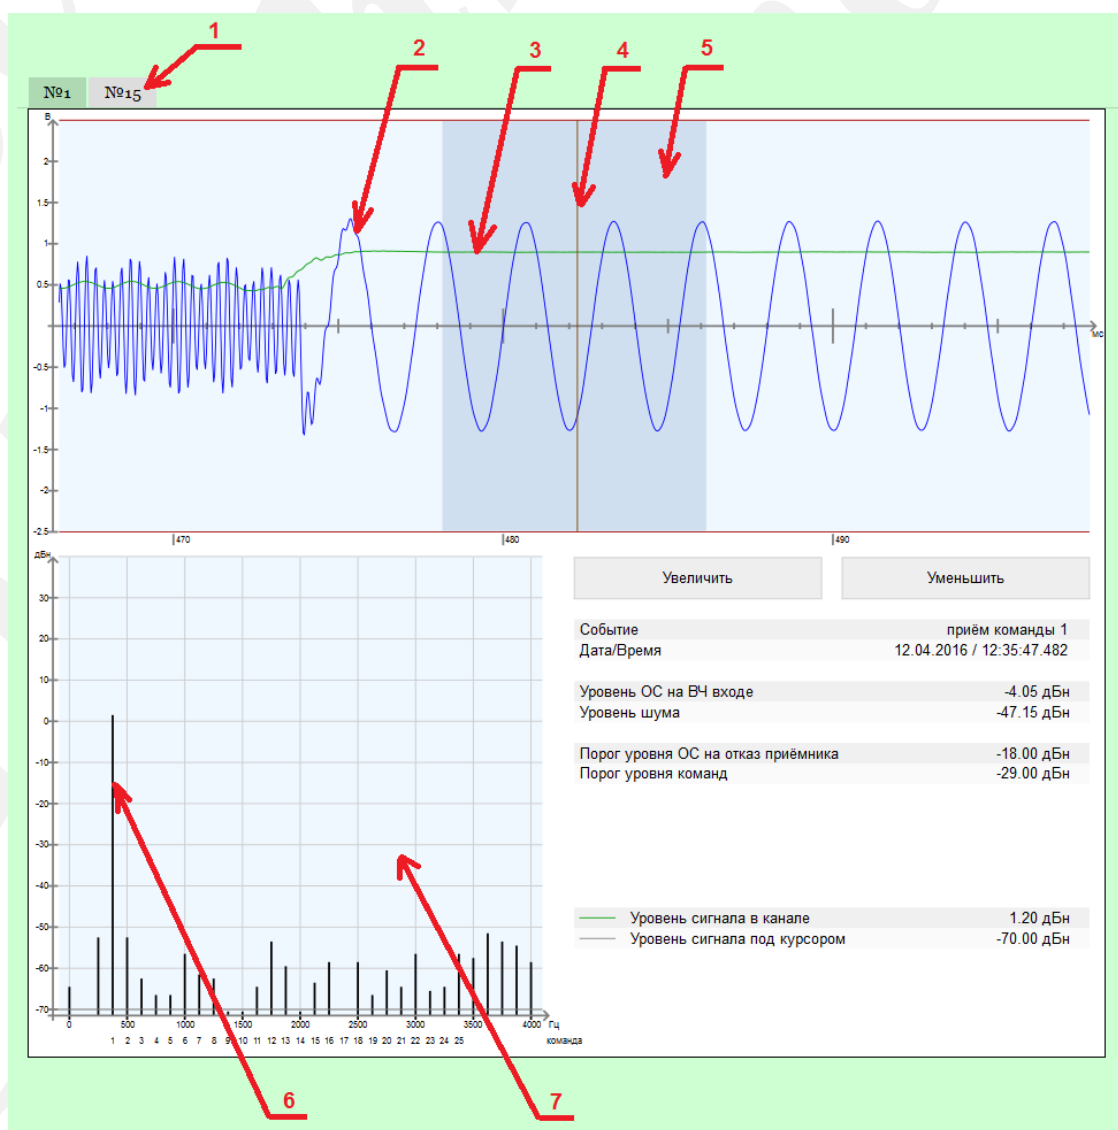 1
2
3
4
5
№1
№15
В
2
1.5
1
0.5
-0.5
-1
-1.5
-2
-2.5
мс
470
480
490
дБн
30
20
10
0
-10
-20
-30
-40
-50
-60
-70
0 500 1000 1500 2000 2500 3000 3500 4000 Гц
1 2 3 4 5 6 7 8 9 10 11 12 13 14 15 16 17 18 19 20 21 22 23 24 25 команда
Увеличить Уменьшить
Событие приём команды 1
Дата/Время 12.04.2016 / 12:35:47.482
Уровень ОС на ВЧ входе -4.05 дБн
Уровень шума -47.15 дБн
Порог уровня ОС на отказ приёмника -18.00 дБн
Порог уровня команд -29.00 дБн
Уровень сигнала в канале 1.20 дБн
Уровень сигнала под курсором -70.00 дБн
6
7